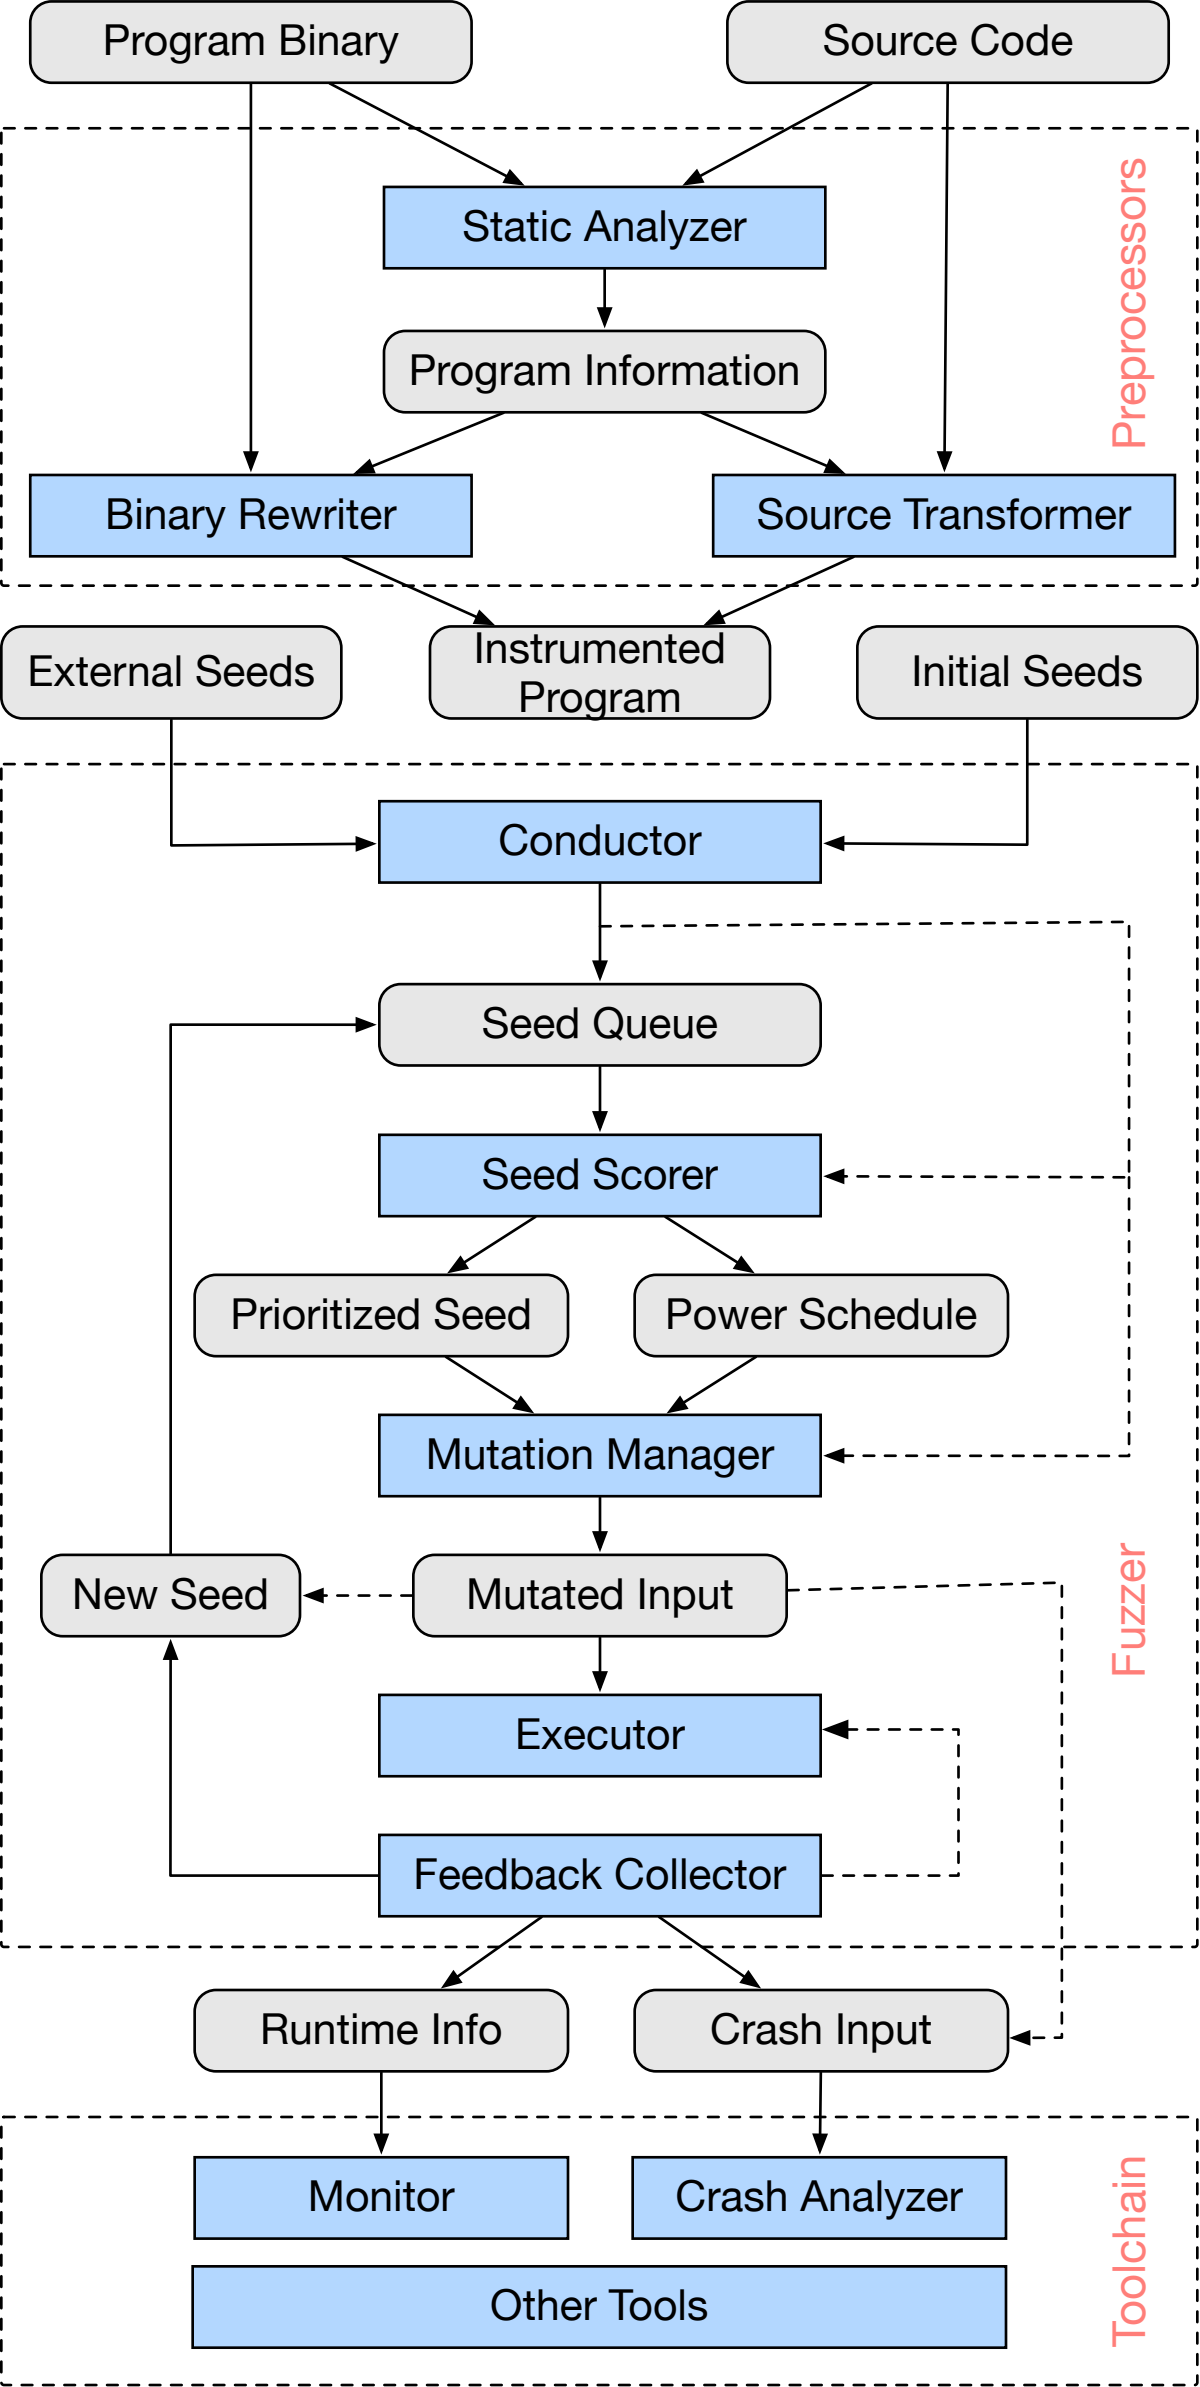 Program Binary
Source Code
Preprocessors
Static Analyzer
Program Information
Binary Rewriter
Source Transformer
External Seeds
Instrumented
Program
Initial Seeds
Conductor
Seed Queue
Seed Scorer
Prioritized Seed
Power Schedule
Mutation Manager
New Seed
Mutated Input
Fuzzer
Executor
Feedback Collector
Runtime Info
Crash Input
Monitor
Crash Analyzer
Toolchain
Other Tools